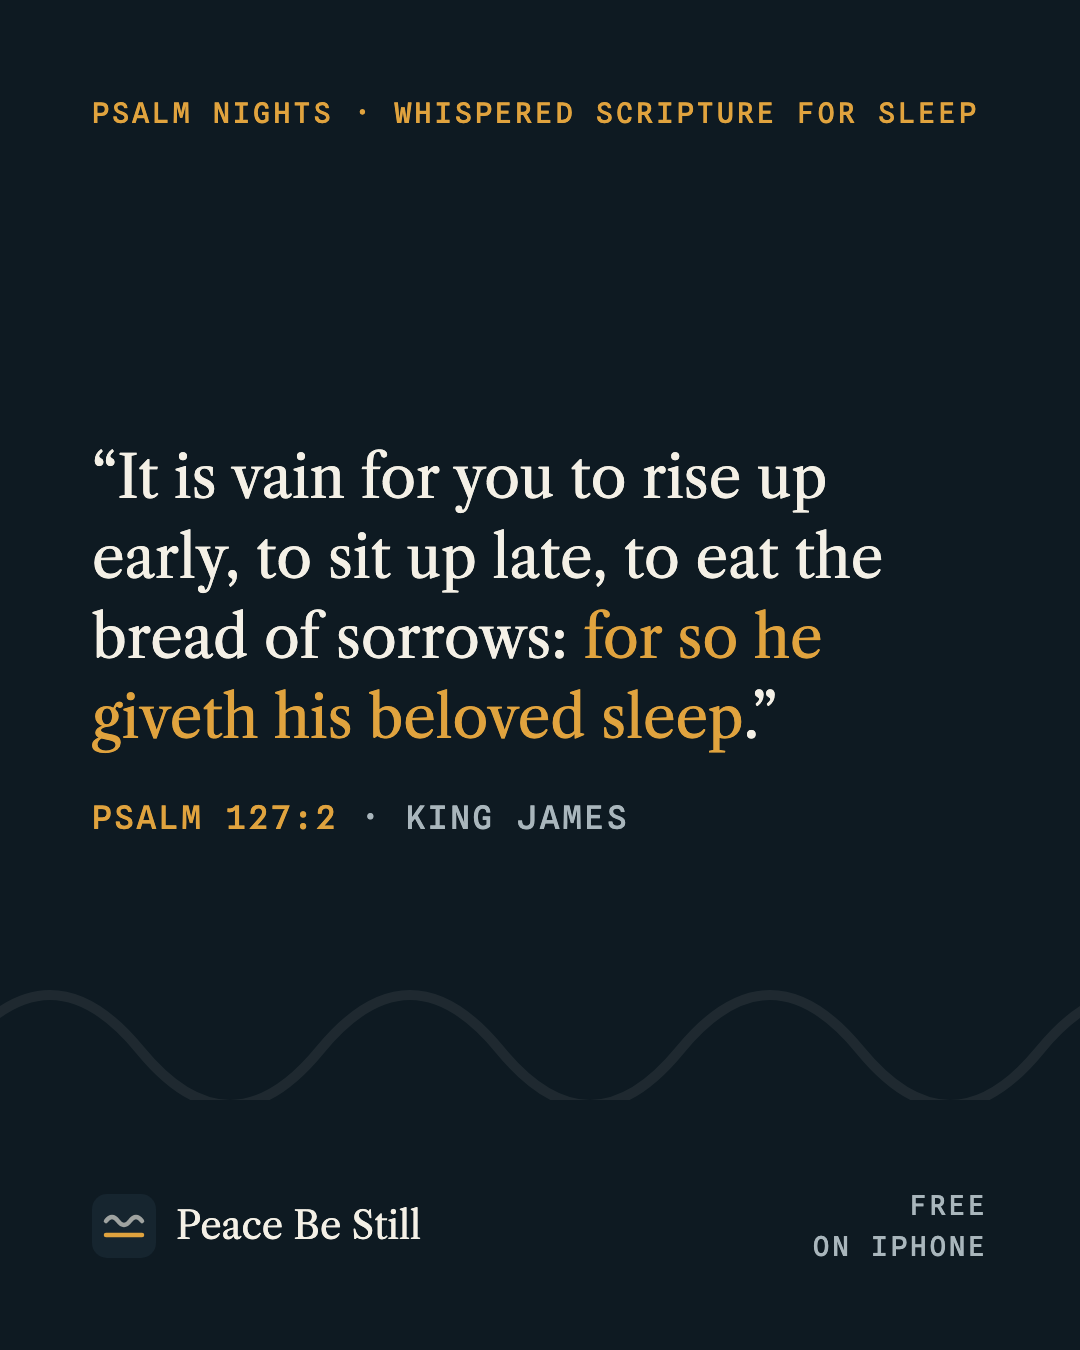 PSALM NIGHTS · WHISPERED SCRIPTURE FOR SLEEP
“It is vain for you to rise up
early, to sit up late, to eat the
bread of sorrows: for so he
giveth his beloved sleep.”
PSALM 127:2 · KING JAMES
Peace Be Still
FREE
ON IPHONE